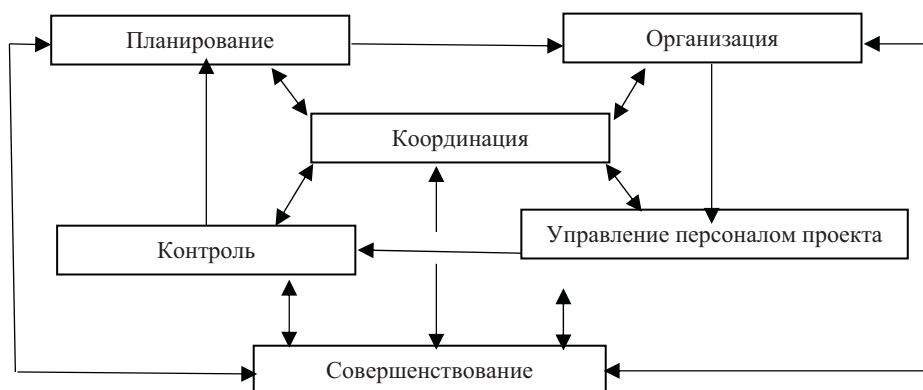 Планирование
Организация
Координация
Управление персоналом проекта
Контроль
Совершенствование